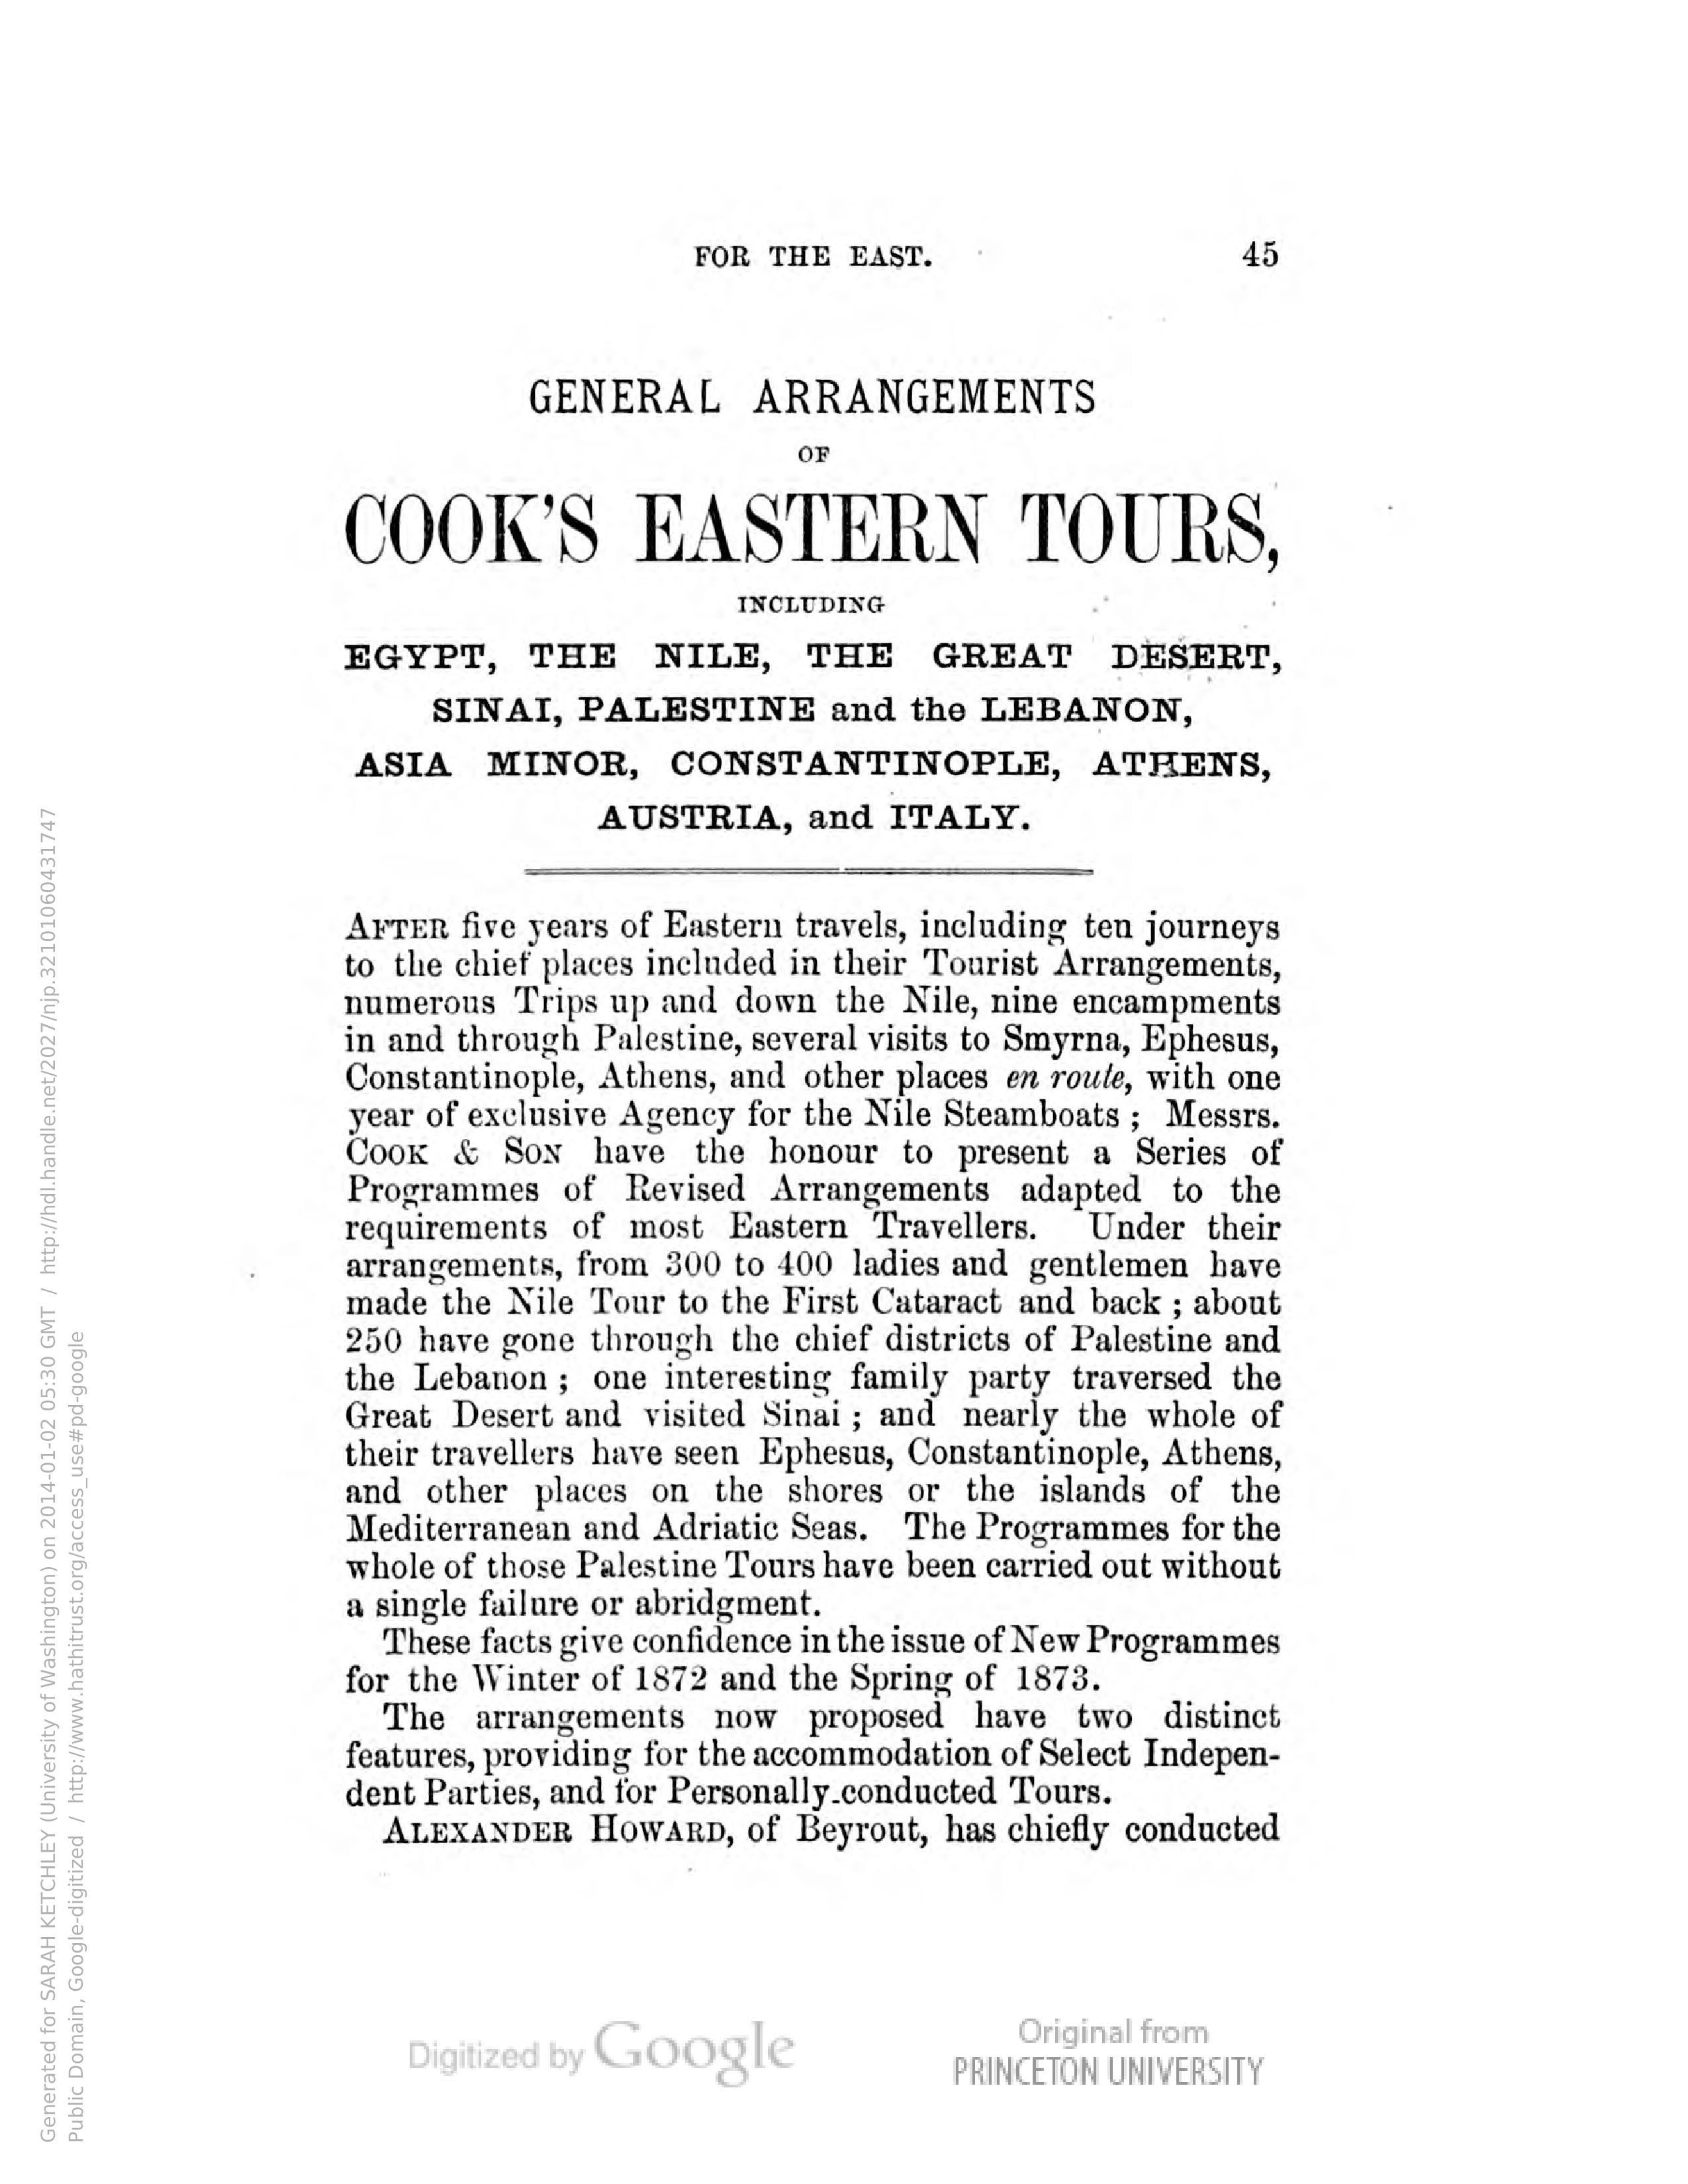 FOR THE EAST. 45
GENERAL ARRANGEMENTS
OF
COOK'S EASTERN TOURS,
INCLUDING
EGYPT, THE NILE, THE GREAT DESERT,
SINAI, PALESTINE and the LEBANON,
ASIA MINOR, CONSTANTINOPLE, ATHENS,
AUSTRIA, and ITALY.
AFTER five years of Eastern travels, including ten journeys
to the chief places included in their Tourist Arrangements,
numerous Trips up and down the Nile, nine encampments
in and through Palestine, several visits to Smyrna, Ephesus,
Constantinople, Athens, and other places en route, with one
year of exclusive Agency for the Nile Steamboats ; Messrs.
COOK & SON have the honour to present a Series of
Programmes of Revised Arrangements adapted to the
requirements of most Eastern Travellers. Under their
arrangements, from 300 to 400 ladies and gentlemen have
made the Nile Tour to the First Cataract and back ; about
250 have gone through the chief districts of Palestine and
the Lebanon ; one interesting family party traversed the
Great Desert and visited Sinai ; and nearly the whole of
their travellers have seen Ephesus, Constantinople, Athens,
and other places on the shores or the islands of the
Mediterranean and Adriatic Seas. The Programmes for the
whole of those Palestine Tours have been carried out without
a single failure or abridgment.
These facts give confidence in the issue of New Programmes
for the Winter of 1872 and the Spring of 1873.
The arrangements now proposed have two distinct
features, providing for the accommodation of Select Indepen-
dent Parties, and for Personally-conducted Tours.
ALEXANDER HOWARD, of Beyrout, has chiefly conducted
Digitized by Google
Original from
PRINCETON UNIVERSITY
Generated for SARAH KETCHLEY (University of Washington) on 2014-01-02 05:30 GMT / http://hdl.handle.net/2027/njp.32101060431747
Public Domain, Google-digitized / http://www.hathitrust.org/access_use#pd-google